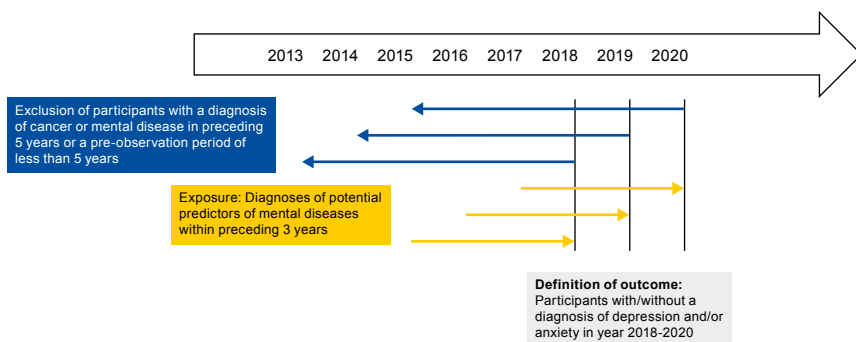 2013 2014 2015 2016 2017 2018 2019 2020
Exclusion of participants with a diagnosis
of cancer or mental disease in preceding
5 years or a pre-observation period of
less than 5 years
Exposure: Diagnoses of potential
predictors of mental diseases
within preceding 3 years
Definition of outcome:
Participants with/without a
diagnosis of depression and/or
anxiety in year 2018-2020